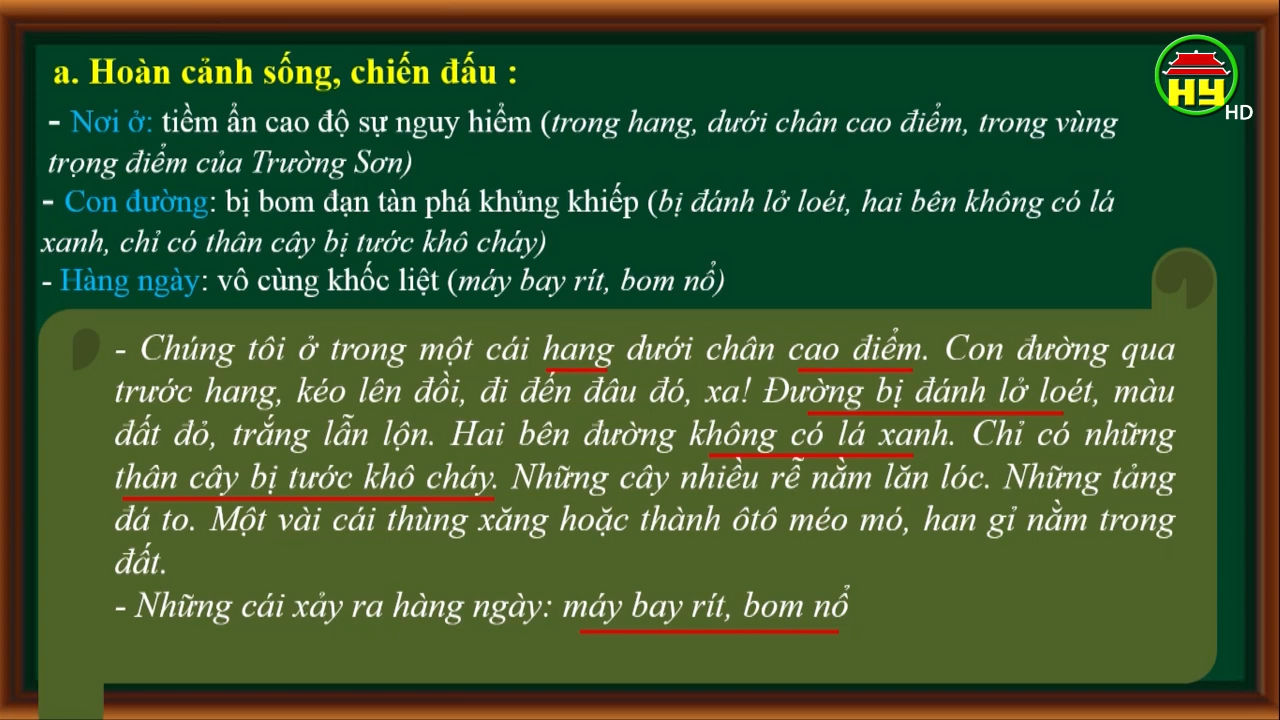 a. Hoàn cảnh sống, chiến đấu :
- Nơi ở: tiềm ẩn cao độ sự nguy hiểm (trong hang, dưới chân cao điểm, trong vùng
trọng điểm của Trường Sơn)
- Con đường: bị bom đạn tàn phá khủng khiếp (bị đánh lở loét, hai bên không có lá
xanh, chỉ có thân cây bị tước khô cháy)
- Hàng ngày: vô cùng khốc liệt (máy bay rít, bom nổ)
- Chúng tôi ở trong một cái hang dưới chân cao điểm. Con đường qua
trước hang, kéo lên đồi, đi đến đâu đó, xa! Đường bị đánh lở loét, màu
đất đỏ, trắng lẫn lộn. Hai bên đường không có lá xanh. Chỉ có những
thân cây bị tước khô cháy. Những cây nhiều rễ nằm lăn lóc. Những tảng
đá to. Một vài cái thùng xăng hoặc thành ôtô méo mó, han gỉ nằm trong
đất.
- Những cái xảy ra hàng ngày: máy bay rít, bom nổ
HY
HD